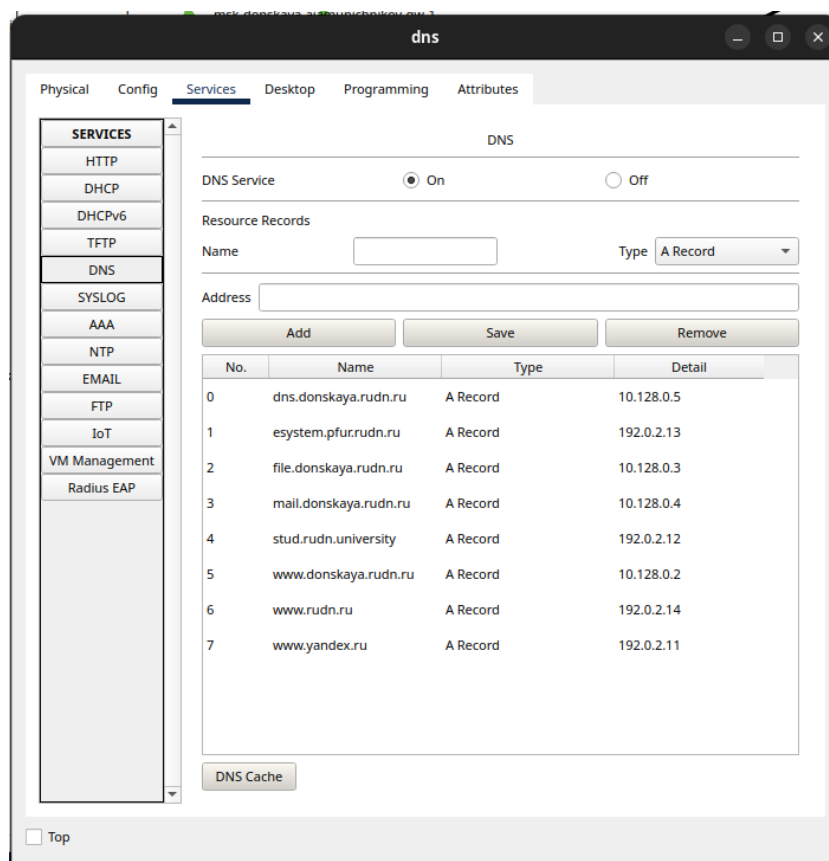 dns
Physical Config Services Desktop Programming Attributes
SERVICES
HTTP
DHCP
DHCPv6
TFTP
DNS
SYSLOG
AAA
NTP
EMAIL
FTP
IoT
VM Management
Radius EAP
DNS
DNS Service On Off
Resource Records
Name Type A Record
Address
Add Save Remove
No. Name Type Detail
0 dns.donskaya.rudn.ru A Record 10.128.0.5
1 esystem.pfur.rudn.ru A Record 192.0.2.13
2 file.donskaya.rudn.ru A Record 10.128.0.3
3 mail.donskaya.rudn.ru A Record 10.128.0.4
4 stud.rudn.university A Record 192.0.2.12
5 www.donskaya.rudn.ru A Record 10.128.0.2
6 www.rudn.ru A Record 192.0.2.14
7 www.yandex.ru A Record 192.0.2.11
DNS Cache
Top